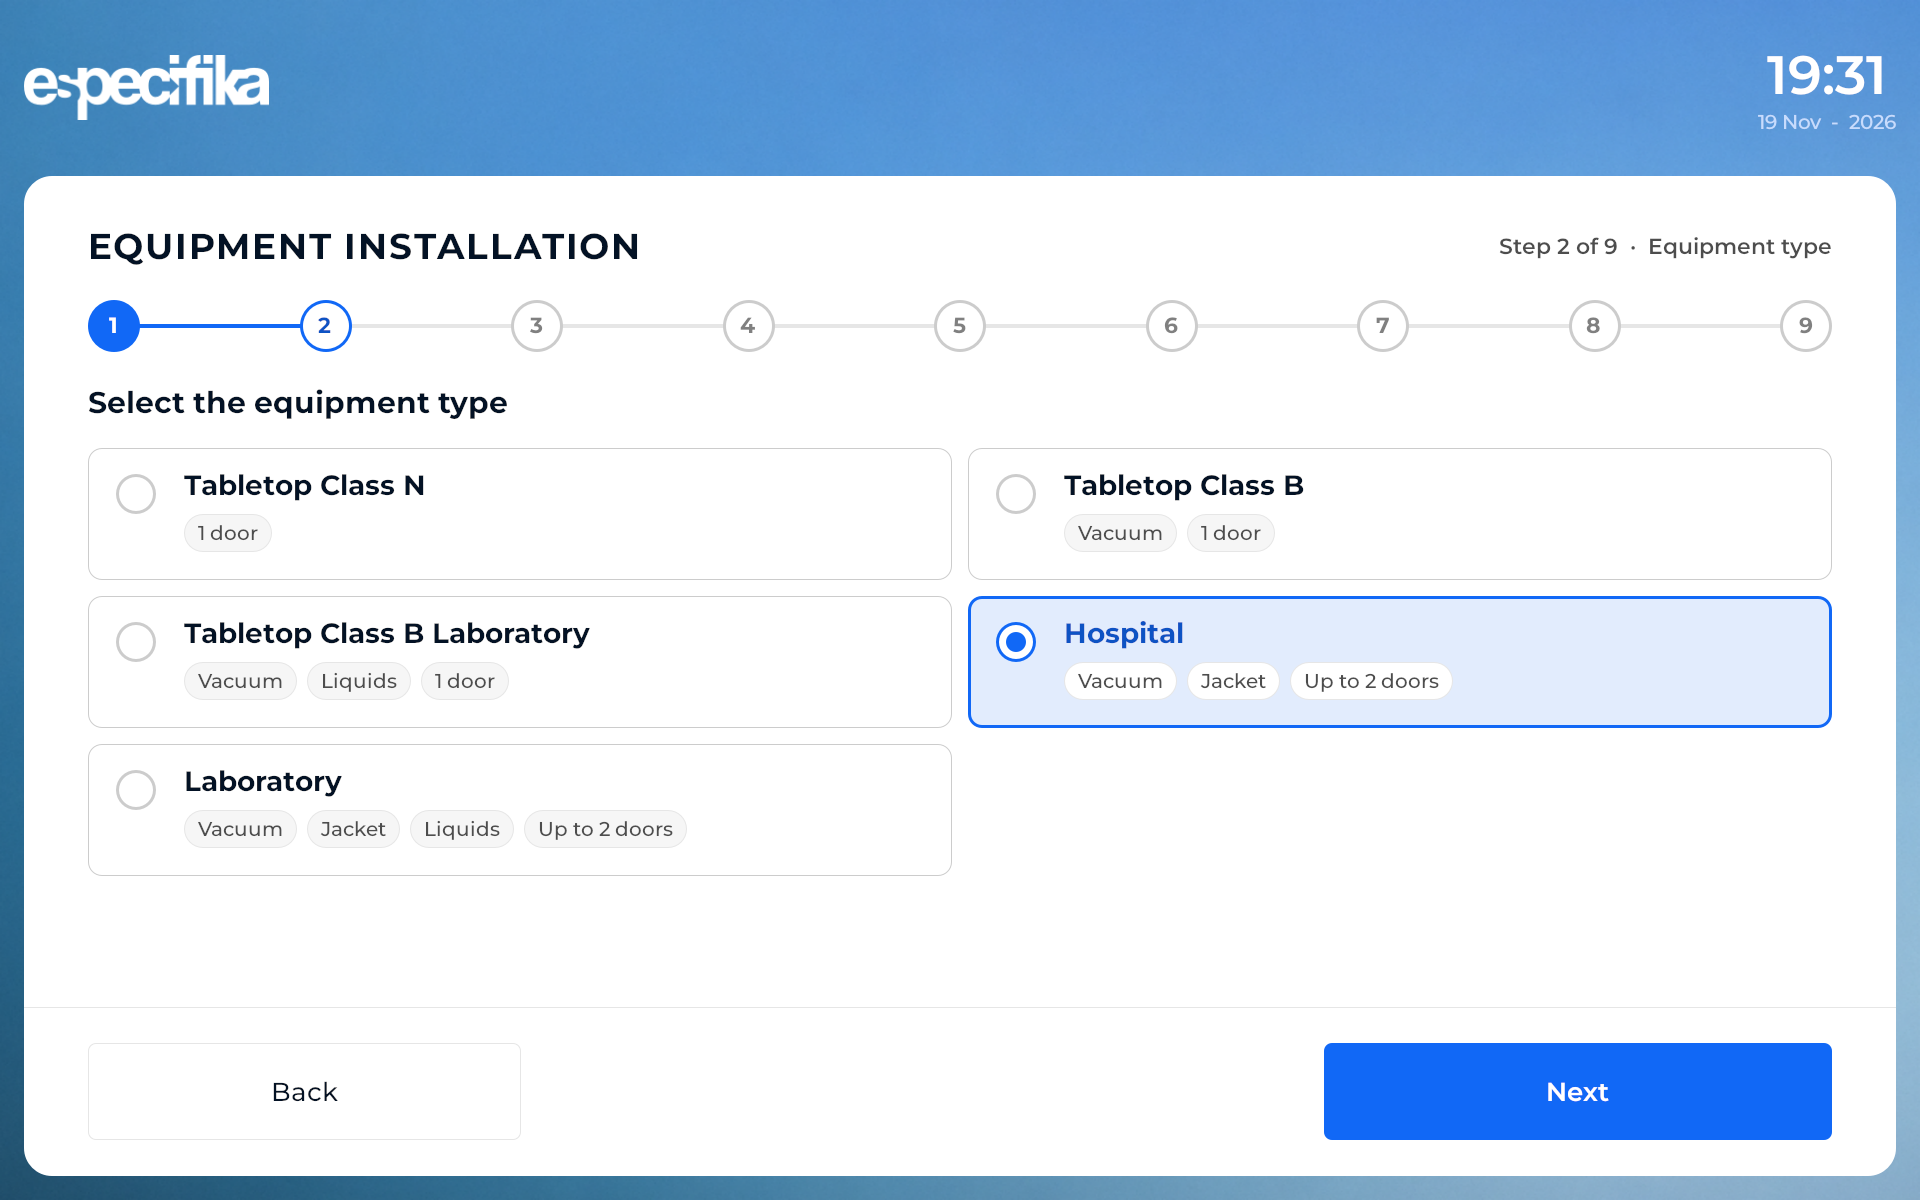 especifika
19:31
19 Nov - 2026
EQUIPMENT INSTALLATION
Step 2 of 9 · Equipment type
1 2 3 4 5 6 7 8 9
Select the equipment type
Tabletop Class N
1 door
Tabletop Class B
Vacuum 1 door
Tabletop Class B Laboratory
Vacuum Liquids 1 door
Hospital
Vacuum Jacket Up to 2 doors
Laboratory
Vacuum Jacket Liquids Up to 2 doors
Back
Next